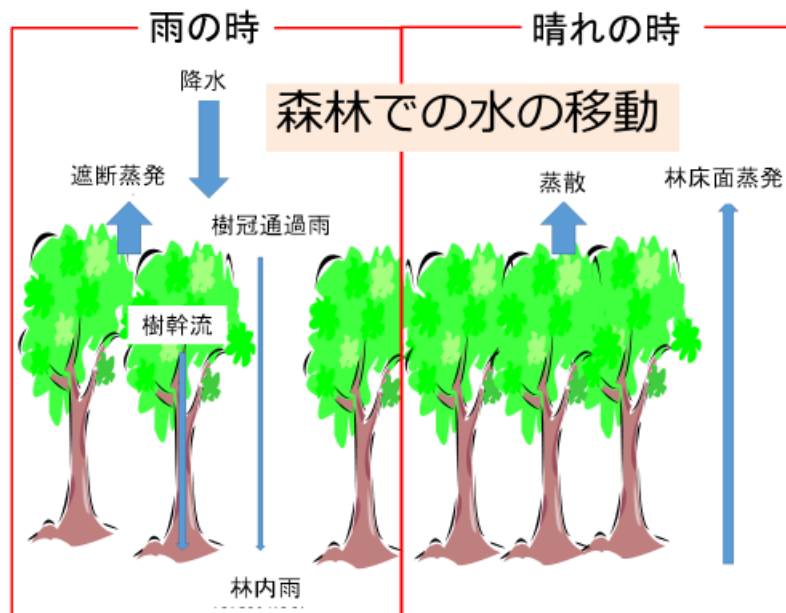 雨の時
晴れの時
降水
森林での水の移動
遮断蒸発
樹冠通過雨
蒸散
林床面蒸発
樹幹流
林内雨